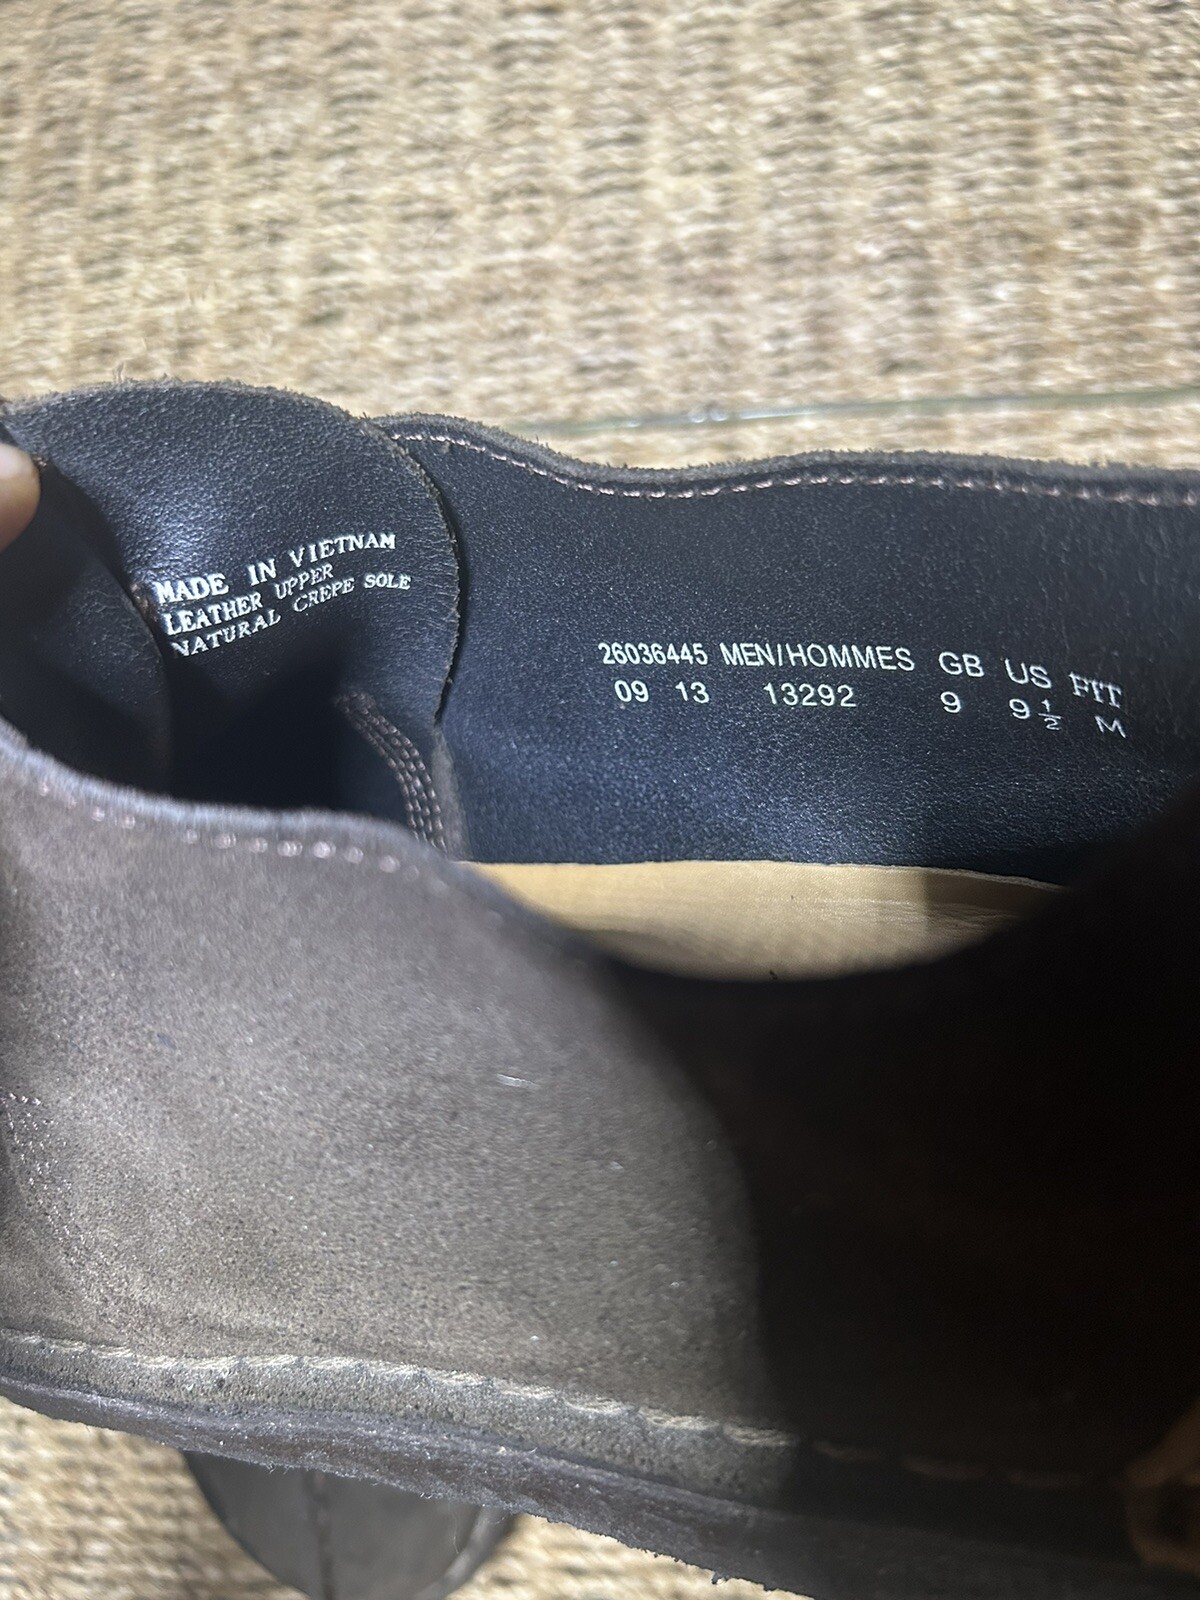 MADE IN VIETNAM
LEATHER UPPER
NATURAL CREPE SOLE
26036445 MEN/HOMMES GB US FIT
09 13 13292 9 9½ M